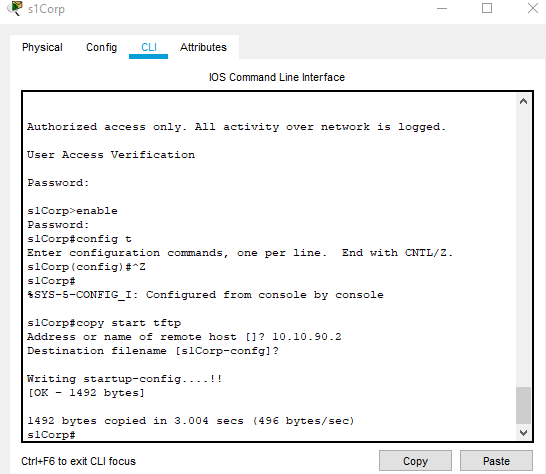 s1Corp
Physical Config CLI Attributes
IOS Command Line Interface
Authorized access only. All activity over network is logged.
User Access Verification
Password:
s1Corp>enable
Password:
s1Corp#config t
Enter configuration commands, one per line.  End with CNTL/Z.
s1Corp(config)#^Z
s1Corp#
%SYS-5-CONFIG_I: Configured from console by console
s1Corp#copy start tftp
Address or name of remote host []? 10.10.90.2
Destination filename [s1Corp-confg]?
Writing startup-config....!!
[OK - 1492 bytes]
1492 bytes copied in 3.004 secs (496 bytes/sec)
s1Corp#
Ctrl+F6 to exit CLI focus Copy Paste